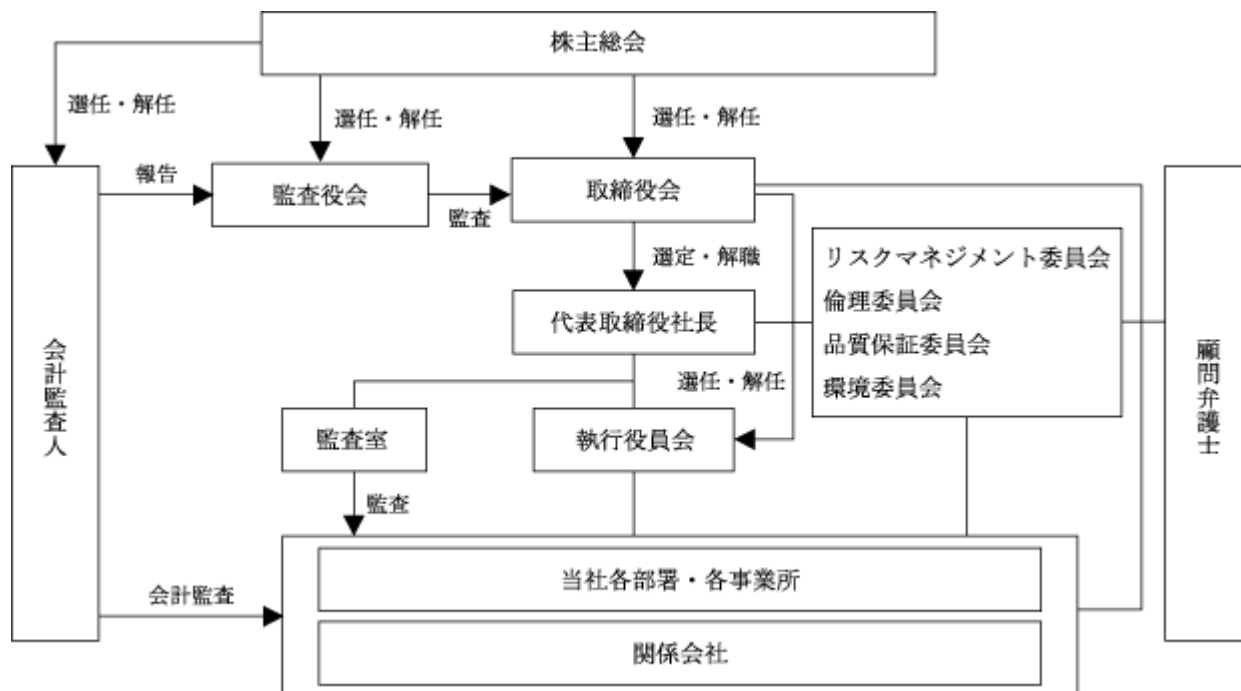 株主総会
選任・解任
選任・解任
選任・解任
報告
監査役会
監査
取締役会
選定・解職
リスクマネジメント委員会
倫理委員会
品質保証委員会
環境委員会
代表取締役社長
会計監査人
顧問弁護士
選任・解任
監査室
執行役員会
監査
当社各部署・各事業所
会計監査
関係会社